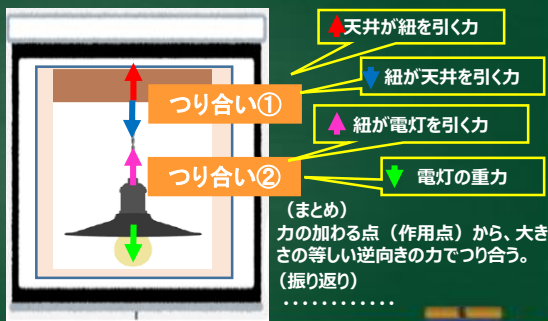 天井が紐を引く力
紐が天井を引く力
つり合い①
紐が電灯を引く力
つり合い②
電灯の重力
（まとめ）
力の加わる点（作用点）から、大き
さの等しい逆向きの力でつり合う。
（振り返り）
・・・・・・・・・・・・